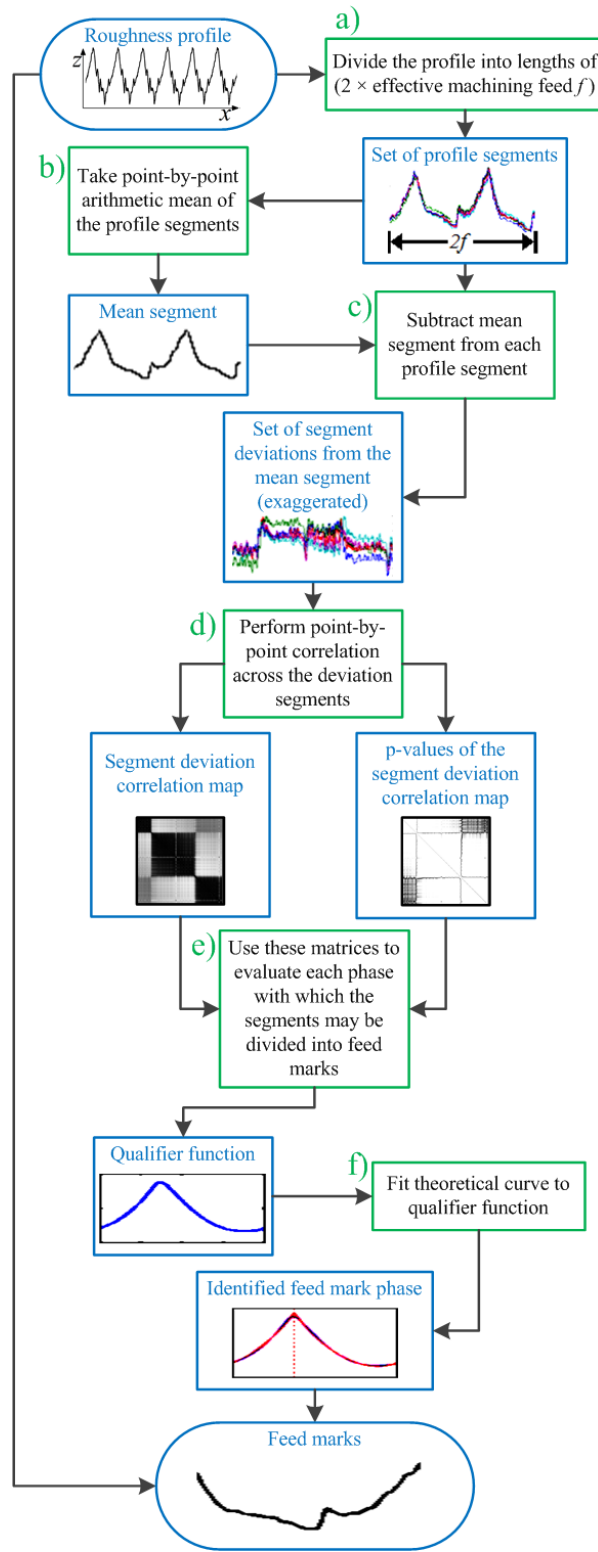 Roughness profile
z
x
a)
Divide the profile into lengths of
(2 × effective machining feed f)
Set of profile segments
2f
b)
Take point-by-point
arithmetic mean of
the profile segments
Mean segment
c)
Subtract mean
segment from each
profile segment
Set of segment
deviations from the
mean segment
(exaggerated)
d)
Perform point-by-
point correlation
across the deviation
segments
Segment deviation
correlation map
p-values of the
segment deviation
correlation map
e)
Use these matrices to
evaluate each phase
with which the
segments may be
divided into feed
marks
Qualifier function
f)
Fit theoretical curve to
qualifier function
Identified feed mark phase
Feed marks